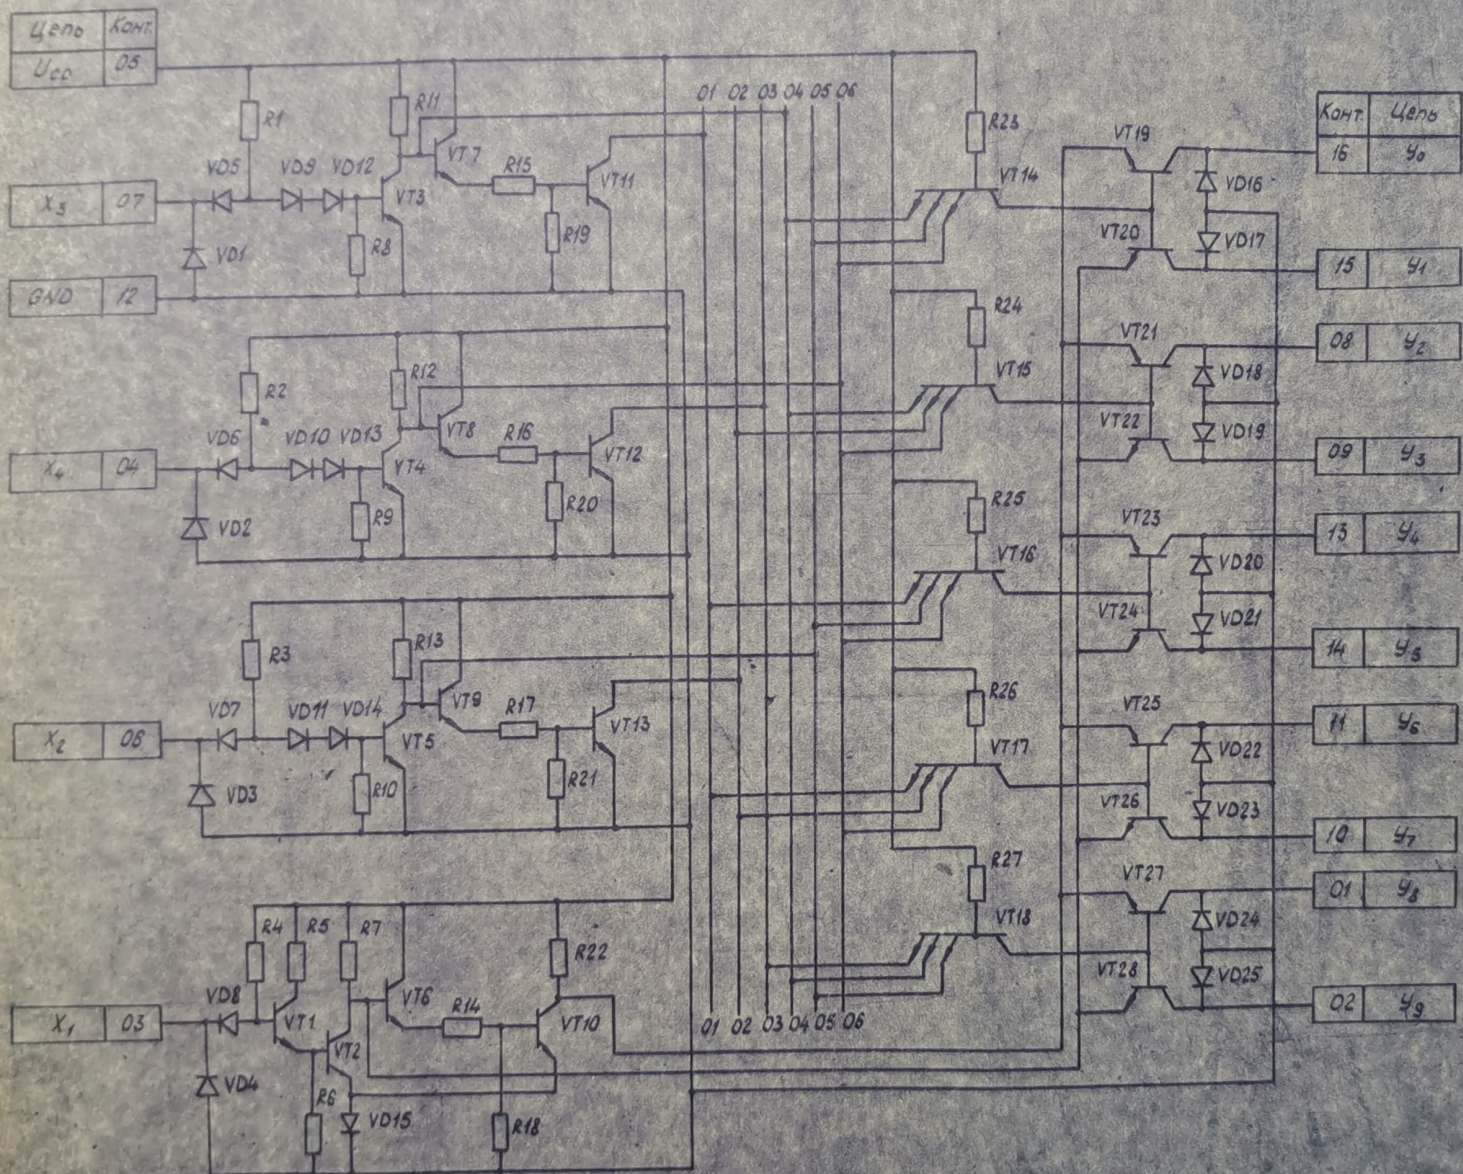 Цепь Конт.
Ucc 05
R1
R11
VT7
VD5 VD9 VD12
R15
VT11
X3 07
VT3
VD1
R8
R19
GND 12
R2
R12
VT8
VD6 VD10 VD13
R16
VT12
X4 04
VT4
VD2
R9
R20
R3
R13
VT9
VD7 VD11 VD14
R17
VT13
X2 06
VT5
VD3
R10
R21
R4 R5 R7
R22
VD8
VT6
R14
X1 03
VT1
VT10
VT2
VD4
R6
VD15
R18
01 02 03 04 05 06
01 02 03 04 05 06
R23
VT14
R24
VT15
R25
VT16
R26
VT17
R27
VT18
VT19
VD16
VT20
VD17
VT21
VD18
VT22
VD19
VT23
VD20
VT24
VD21
VT25
VD22
VT26
VD23
VT27
VD24
VT28
VD25
Конт. Цепь
16 У0
15 У1
08 У2
09 У3
13 У4
14 У5
11 У6
10 У7
01 У8
02 У9